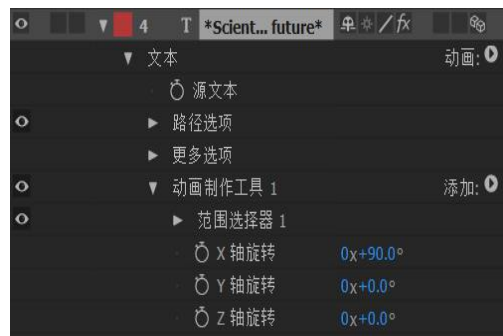 4 T *Scient... future* fx
文本 动画:
源文本
路径选项
更多选项
动画制作工具 1 添加:
范围选择器 1
X 轴旋转 0x+90.0°
Y 轴旋转 0x+0.0°
Z 轴旋转 0x+0.0°